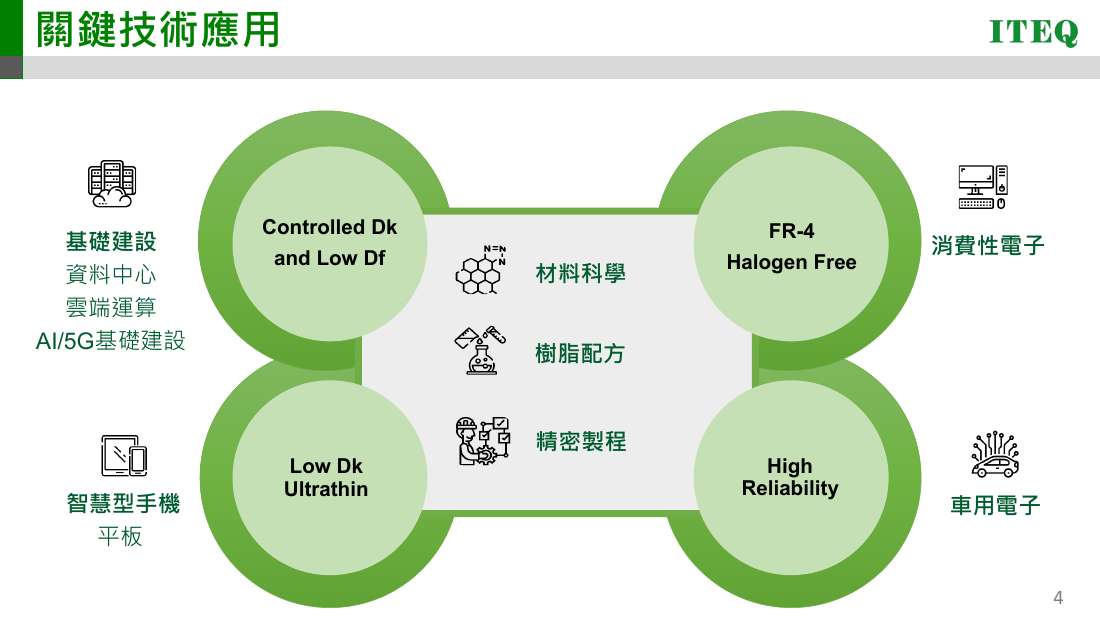 關鍵技術應用
ITEQ
基礎建設
資料中心
雲端運算
AI/5G基礎建設
Controlled Dk
and Low Df
N=N
N
材料科學
樹脂配方
精密製程
FR-4
Halogen Free
消費性電子
智慧型手機
平板
Low Dk
Ultrathin
High
Reliability
車用電子
4